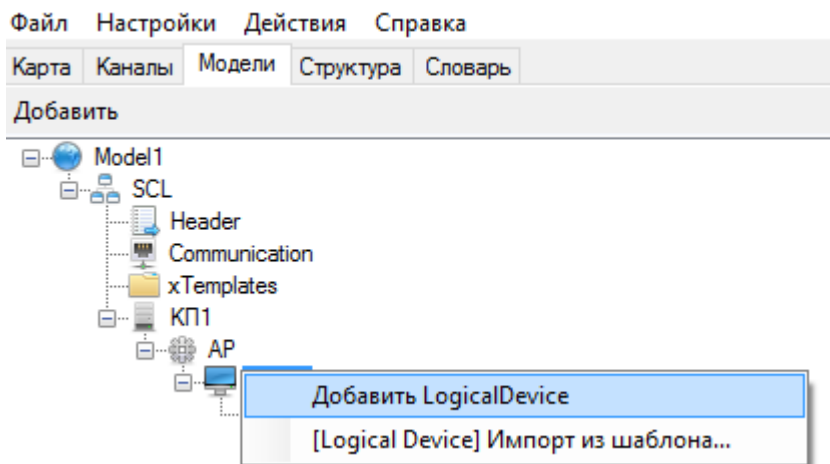 Файл Настройки Действия Справка
Карта Каналы Модели Структура Словарь
Добавить
Model1
SCL
Header
Communication
xTemplates
КП1
AP
Добавить LogicalDevice
[Logical Device] Импорт из шаблона...